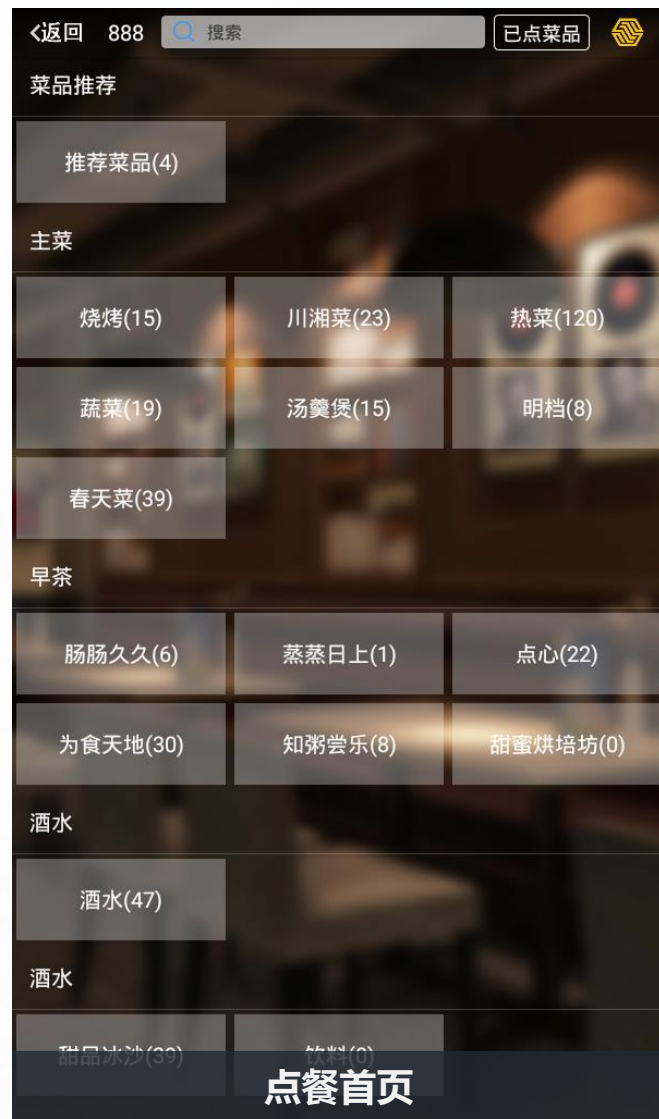 <返回 888 搜索 已点菜品
菜品推荐
推荐菜品(4)
主菜
烧烤(15) 川湘菜(23) 热菜(120)
蔬菜(19) 汤羹煲(15) 明档(8)
春天菜(39)
早茶
肠肠久久(6) 蒸蒸日上(1) 点心(22)
为食天地(30) 知粥尝乐(8) 甜蜜烘培坊(0)
酒水
酒水(47)
酒水
甜品冰沙(39) 饮料(0)
点餐首页